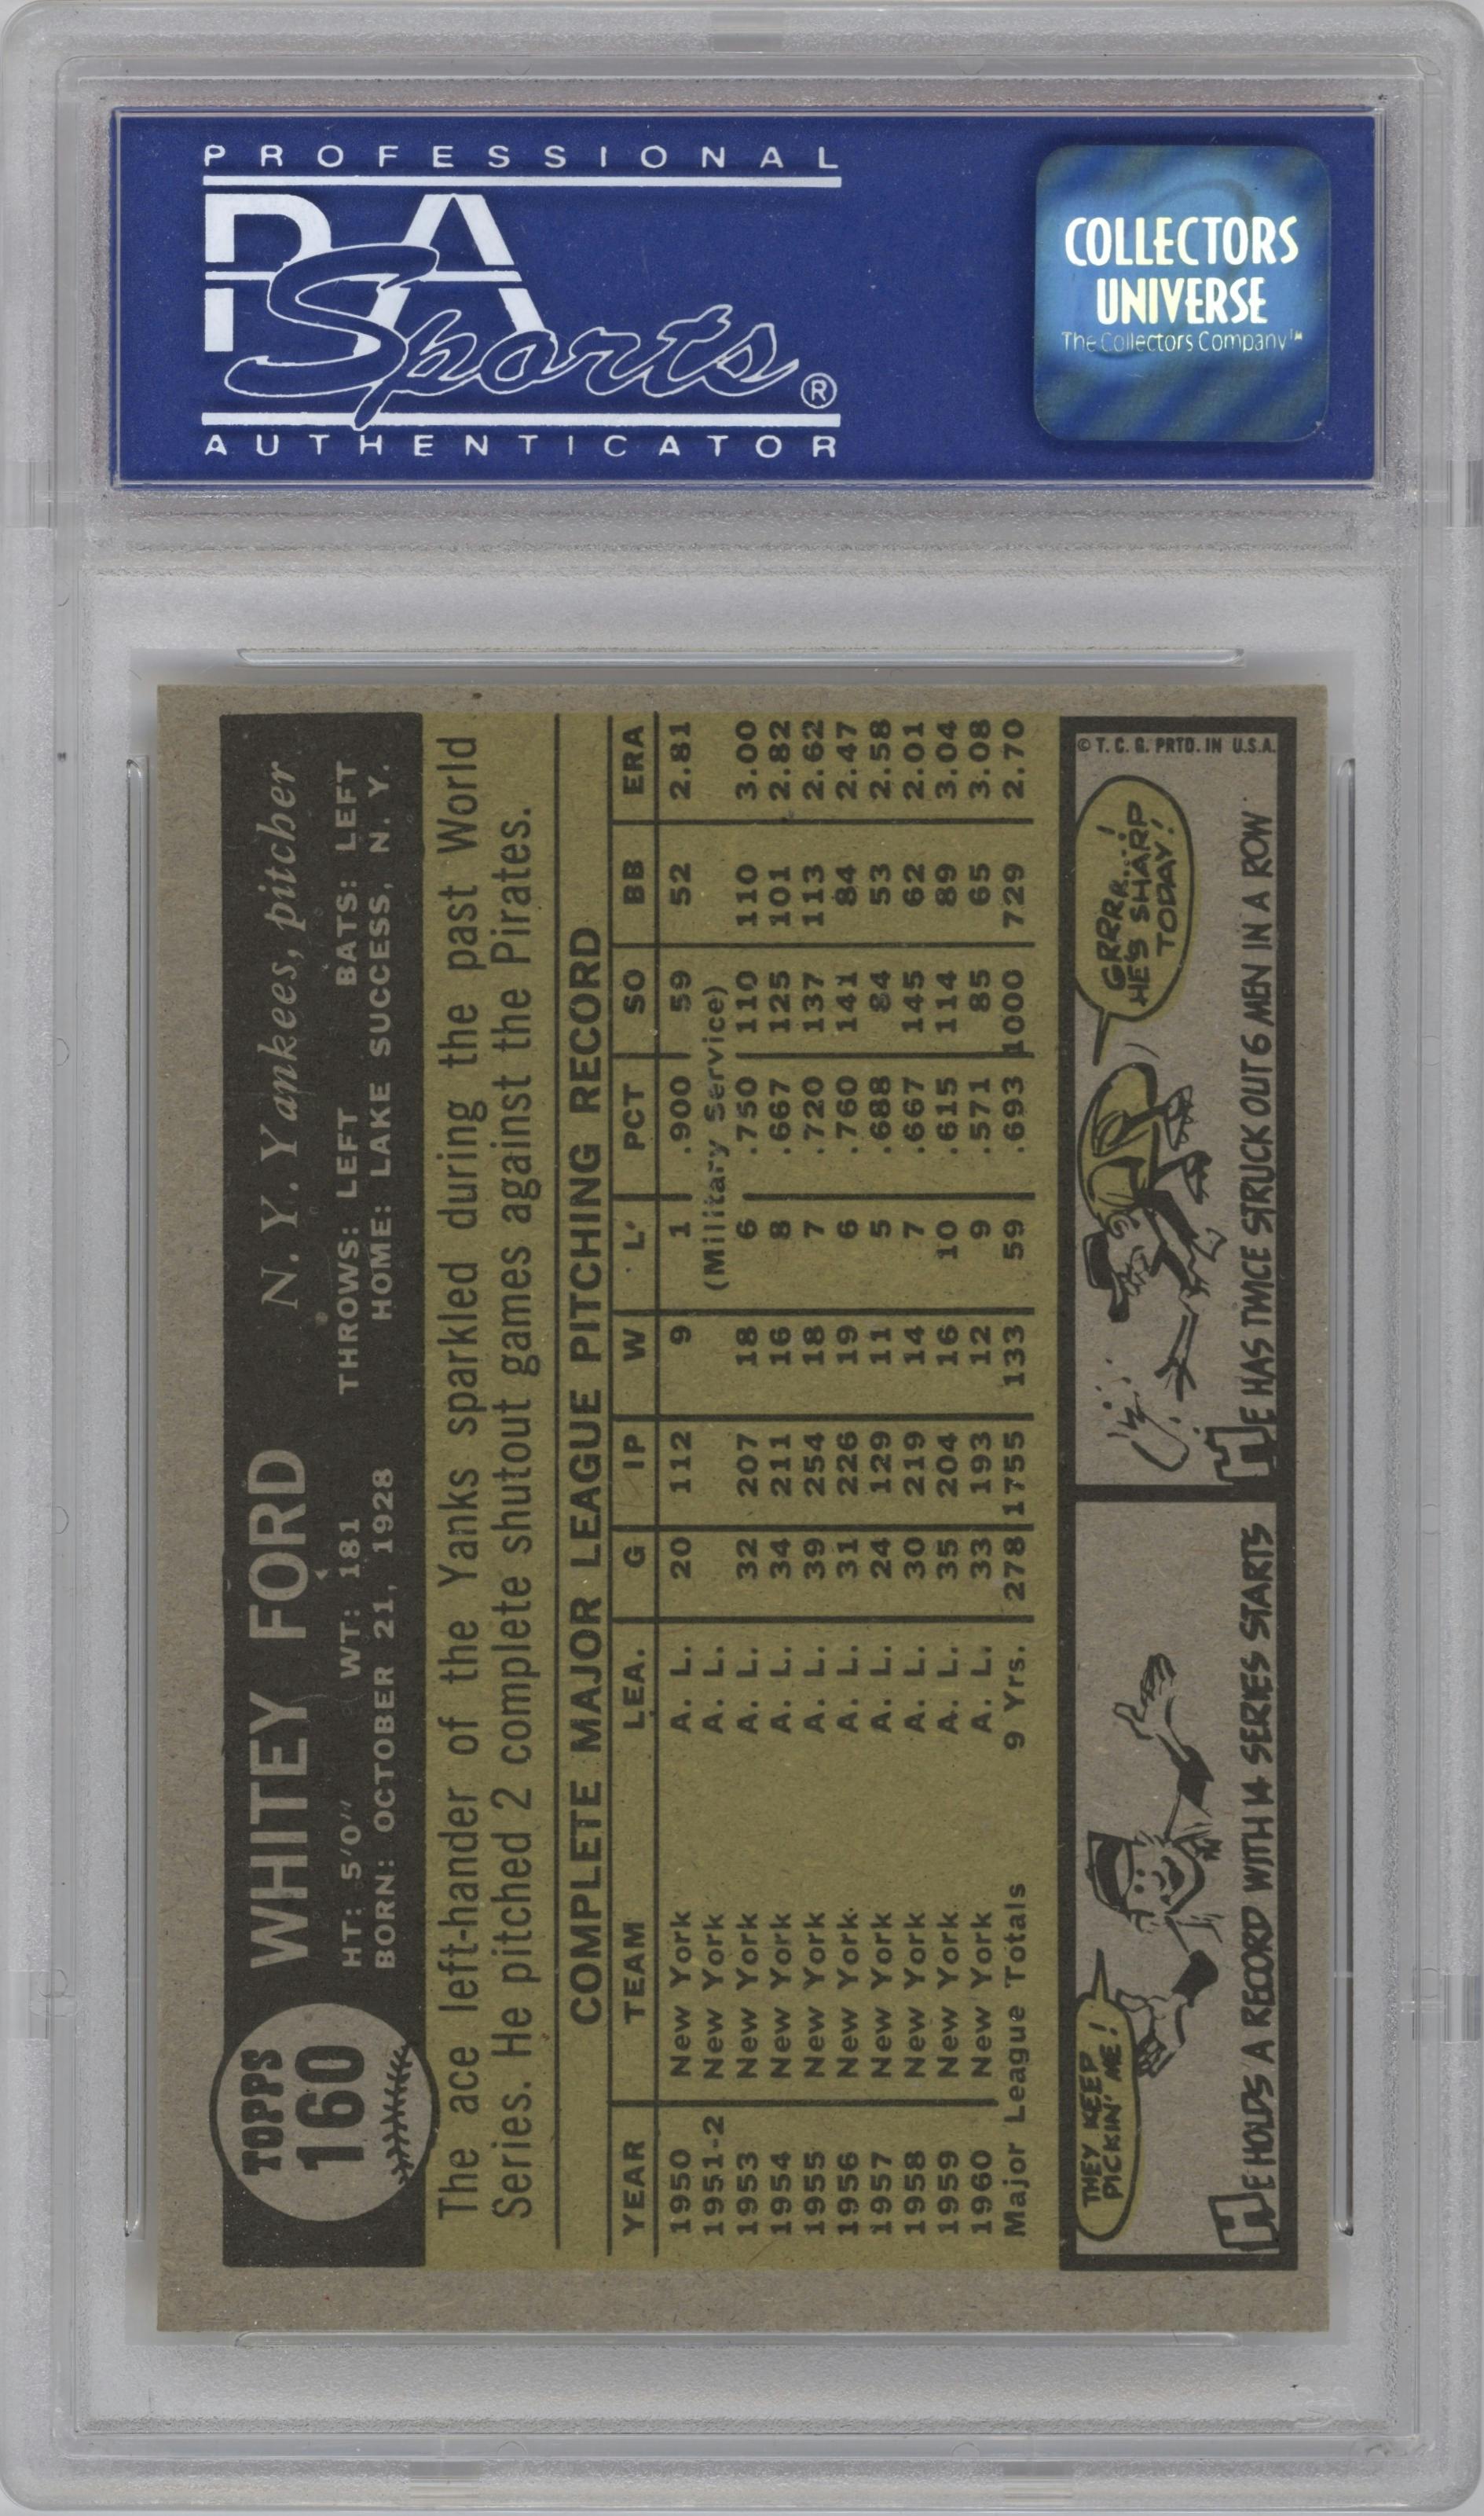 PROFESSIONAL
PSA
Sports®
AUTHENTICATOR
COLLECTORS
UNIVERSE
The Collectors Company™
TOPPS
160
WHITEY FORD N. Y. Yankees, pitcher
HT: 5'0" WT: 181 THROWS: LEFT BATS: LEFT
BORN: OCTOBER 21, 1928 HOME: LAKE SUCCESS, N. Y.
The ace left-hander of the Yanks sparkled during the past World
Series. He pitched 2 complete shutout games against the Pirates.
COMPLETE MAJOR LEAGUE PITCHING RECORD
YEAR TEAM LEA. G IP W L PCT SO BB ERA
1950 New York A. L. 20 112 9 1 .900 59 52 2.81
1951-2 New York A. L. (Military Service)
1953 New York A. L. 32 207 18 6 .750 110 110 3.00
1954 New York A. L. 34 211 16 8 .667 125 101 2.82
1955 New York A. L. 39 254 18 7 .720 137 113 2.62
1956 New York A. L. 31 226 19 6 .760 141 84 2.47
1957 New York A. L. 24 129 11 5 .688 84 53 2.58
1958 New York A. L. 30 219 14 7 .667 145 62 2.01
1959 New York A. L. 35 204 16 10 .615 114 89 3.04
1960 New York A. L. 33 193 12 9 .571 85 65 3.08
Major League Totals 9 Yrs. 278 1755 133 59 .693 1000 729 2.70
THEY KEEP
PICKIN' ME!
HE HOLDS A RECORD WITH 14 SERIES STARTS
GRRRR...!
HE'S SHARP
TODAY!
HE HAS TWICE STRUCK OUT 6 MEN IN A ROW
© T. C. G. PRTD. IN U.S.A.